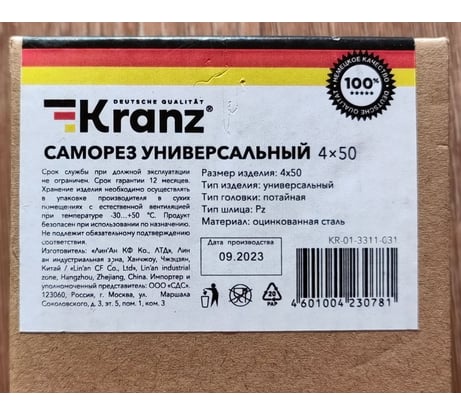 DEUTSCHE QUALITÄT
Kranz®
НЕМЕЦКОЕ КАЧЕСТВО
100%
DEUTSCHE QUALITÄT
САМОРЕЗ УНИВЕРСАЛЬНЫЙ 4×50
Срок службы при должной эксплуатации
не ограничен. Срок гарантии 12 месяцев.
Хранение изделия необходимо осуществлять
в упаковке производителя в сухих
помещениях с естественной вентиляцией
при температуре -30...+50 °С. Продукт
безопасен при использовании по назначению.
Не подлежит обязательному подтверждению
соответствия.
Изготовитель: «Лин'Ан КФ Ко., ЛТД», Лин
ан индустриальная зона, Ханчжоу, Чжэцзян,
Китай / «Lin'an CF Co., Ltd», Lin'an industrial
zone, Hangzhou, Zhejiang, China. Импортер и
уполномоченный представитель: ООО «СДС».
123060, Россия, г. Москва, ул. Маршала
Соколовского, д. 3, эт. 5, пом. 1, ком. 3
Размер изделия: 4x50
Тип изделия: универсальный
Тип головки: потайная
Тип шлица: Pz
Материал: оцинкованная сталь
KR-01-3311-031
Дата производства
09.2023
PAP
4 601004 230781